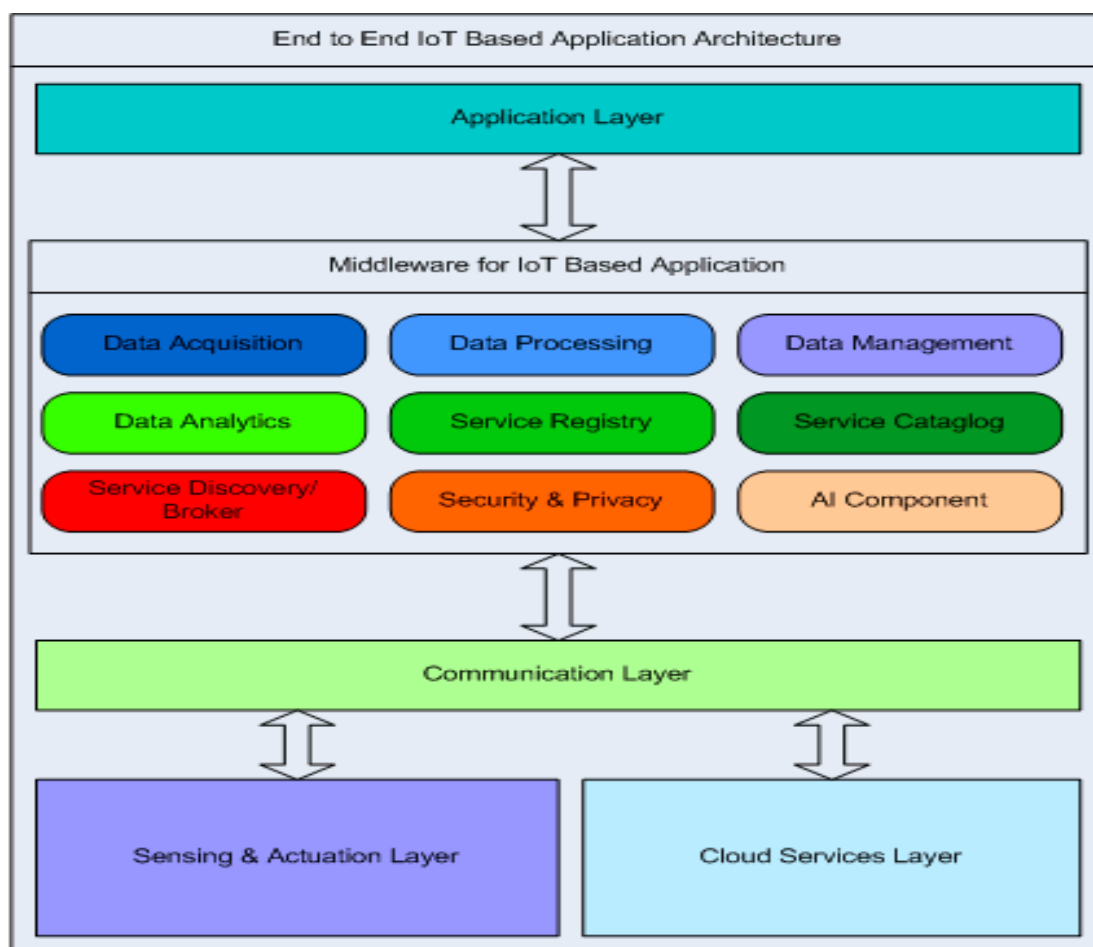 End to End IoT Based Application Architecture
Application Layer
Middleware for IoT Based Application
Data Acquisition
Data Processing
Data Management
Data Analytics
Service Registry
Service Cataglog
Service Discovery/
Broker
Security & Privacy
AI Component
Communication Layer
Sensing & Actuation Layer
Cloud Services Layer